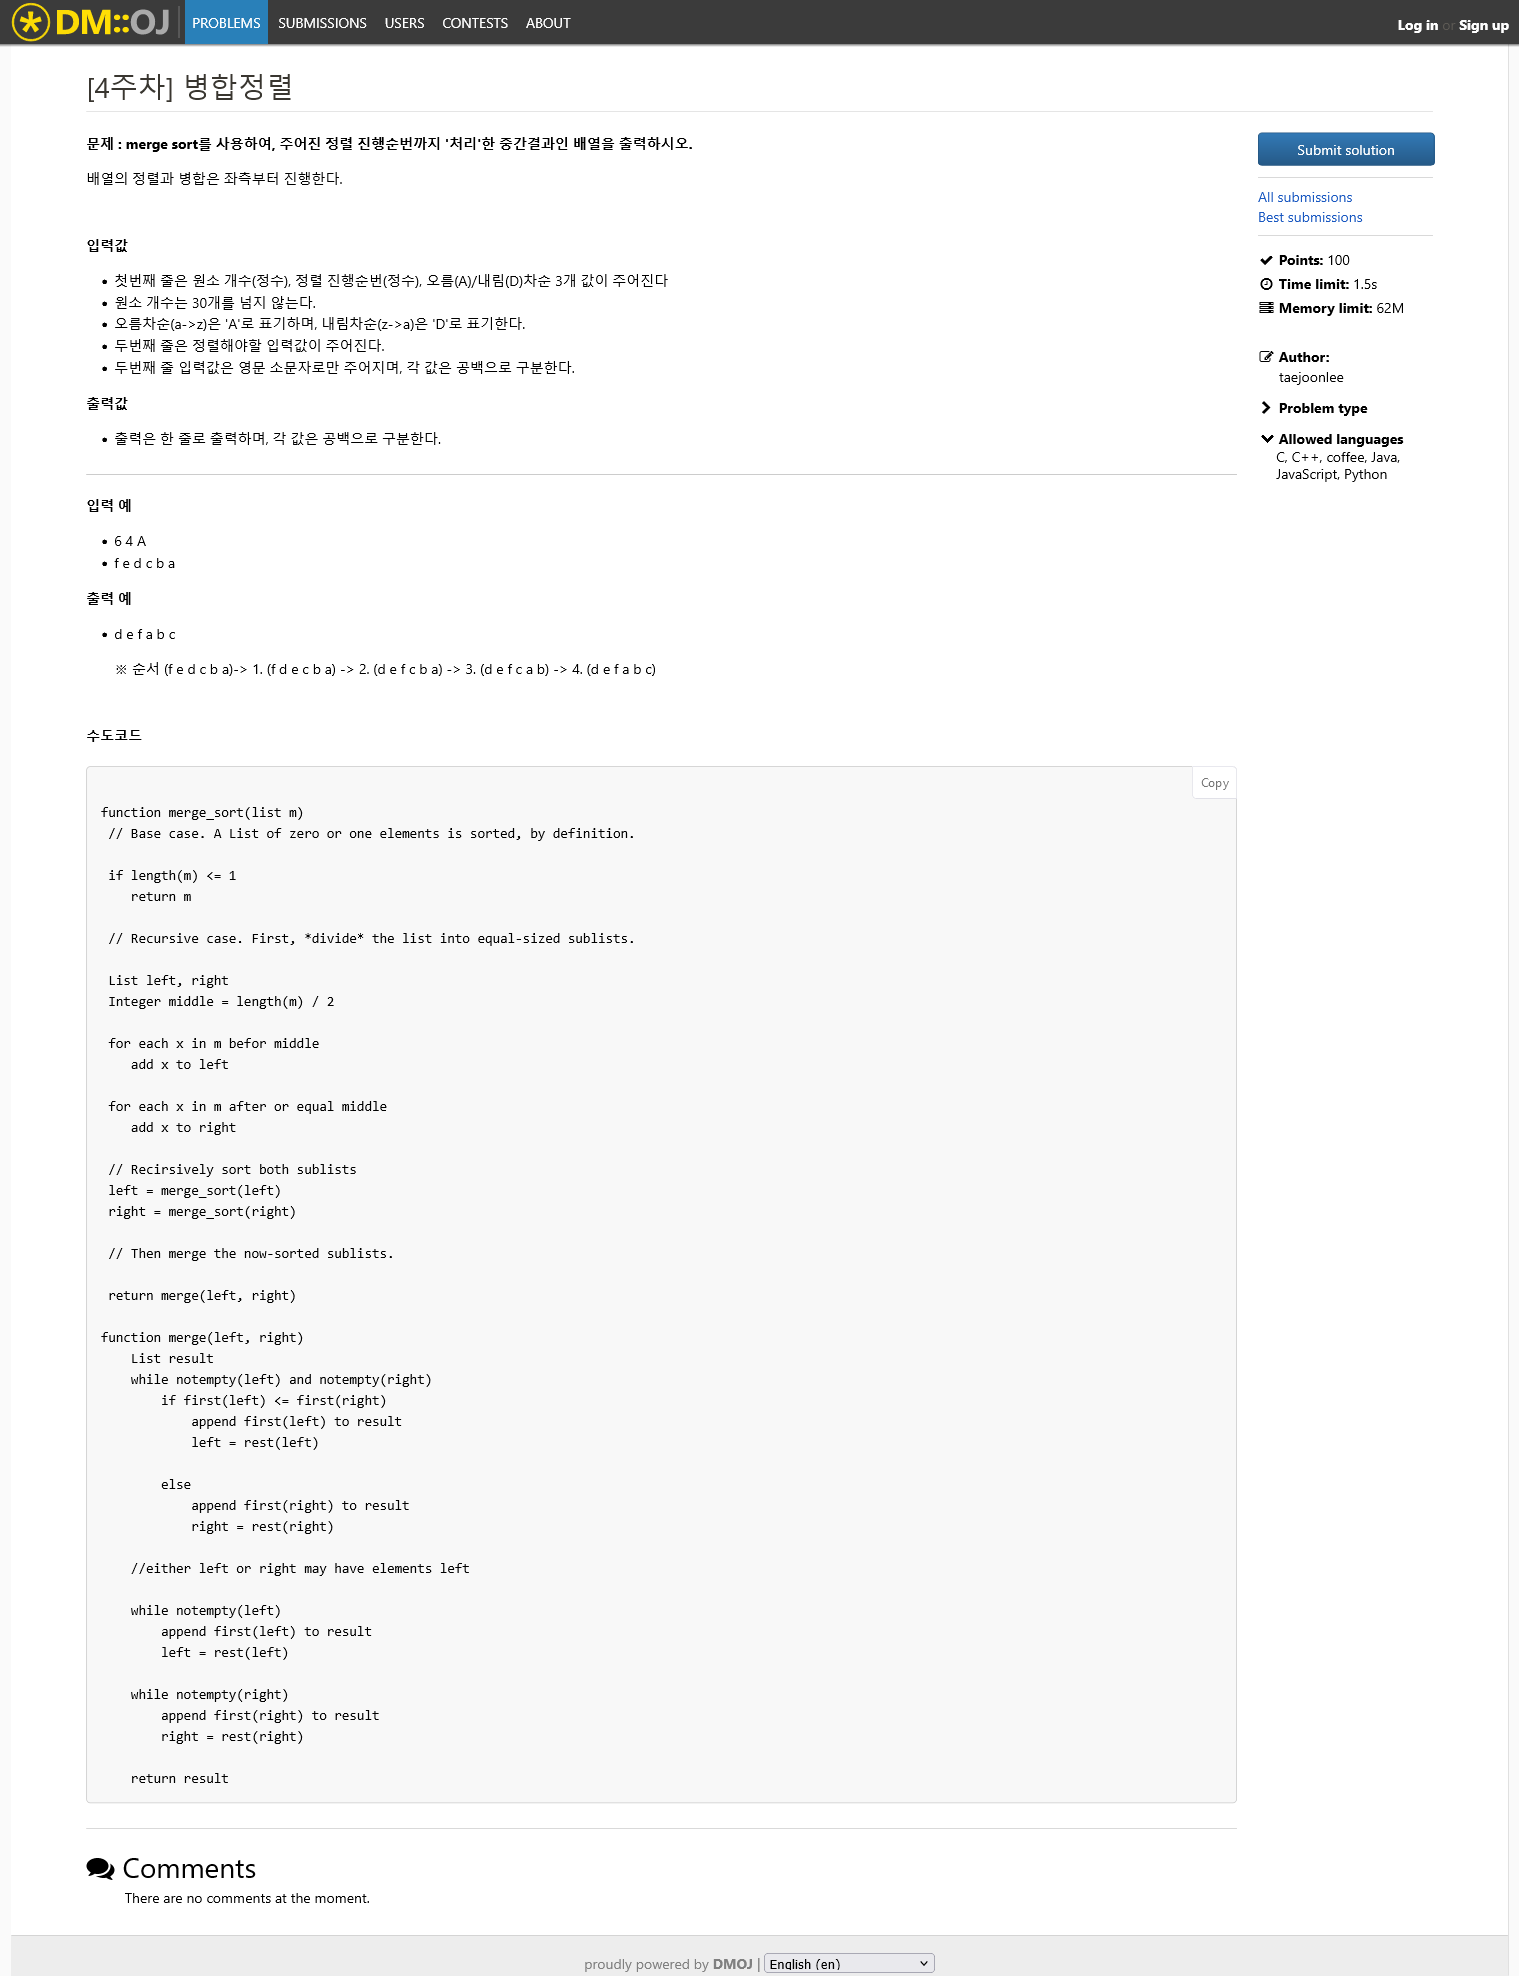 DM::OJ PROBLEMS SUBMISSIONS USERS CONTESTS ABOUT Log in or Sign up
[4주차] 병합정렬
문제 : merge sort를 사용하여, 주어진 정렬 진행순번까지 '처리'한 중간결과인 배열을 출력하시오.
배열의 정렬과 병합은 좌측부터 진행한다.
입력값
• 첫번째 줄은 원소 개수(정수), 정렬 진행순번(정수), 오름(A)/내림(D)차순 3개 값이 주어진다
• 원소 개수는 30개를 넘지 않는다.
• 오름차순(a->z)은 'A'로 표기하며, 내림차순(z->a)은 'D'로 표기한다.
• 두번째 줄은 정렬해야할 입력값이 주어진다.
• 두번째 줄 입력값은 영문 소문자로만 주어지며, 각 값은 공백으로 구분한다.
출력값
• 출력은 한 줄로 출력하며, 각 값은 공백으로 구분한다.
입력 예
• 6 4 A
• f e d c b a
출력 예
• d e f a b c
※ 순서 (f e d c b a)-> 1. (f d e c b a) -> 2. (d e f c b a) -> 3. (d e f c a b) -> 4. (d e f a b c)
수도코드
Copy
function merge_sort(list m)
// Base case. A List of zero or one elements is sorted, by definition.
if length(m) <= 1
return m
// Recursive case. First, *divide* the list into equal-sized sublists.
List left, right
Integer middle = length(m) / 2
for each x in m befor middle
add x to left
for each x in m after or equal middle
add x to right
// Recirsively sort both sublists
left = merge_sort(left)
right = merge_sort(right)
// Then merge the now-sorted sublists.
return merge(left, right)
function merge(left, right)
List result
while notempty(left) and notempty(right)
if first(left) <= first(right)
append first(left) to result
left = rest(left)
else
append first(right) to result
right = rest(right)
//either left or right may have elements left
while notempty(left)
append first(left) to result
left = rest(left)
while notempty(right)
append first(right) to result
right = rest(right)
return result
Submit solution
All submissions
Best submissions
Points: 100
Time limit: 1.5s
Memory limit: 62M
Author:
taejoonlee
Problem type
Allowed languages
C, C++, coffee, Java,
JavaScript, Python
Comments
There are no comments at the moment.
proudly powered by DMOJ | English (en)